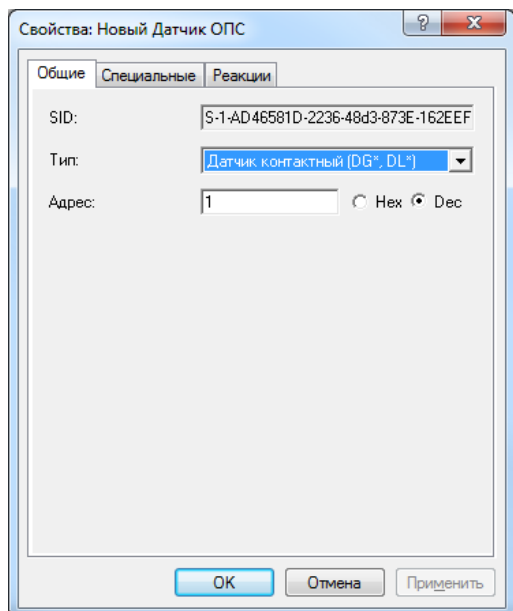 Свойства: Новый Датчик ОПС
?
Общие Специальные Реакции
SID: S-1-AD46581D-2236-48d3-873E-162EEF
Тип: Датчик контактный (DG*, DL*)
Адрес: 1 Hex Dec
OK Отмена Применить